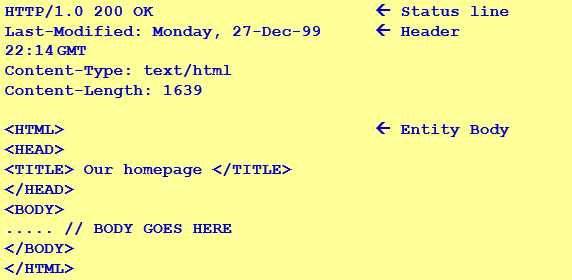 HTTP/1.0 200 OK ← Status line
Last-Modified: Monday, 27-Dec-99 ← Header
22:14 GMT
Content-Type: text/html
Content-Length: 1639

<HTML> ← Entity Body
<HEAD>
<TITLE> Our homepage </TITLE>
</HEAD>
<BODY>
..... // BODY GOES HERE
</BODY>
</HTML>